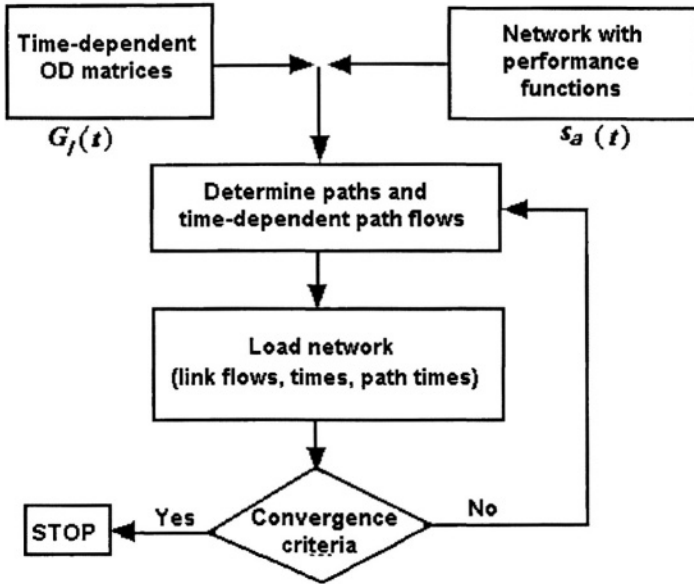 Time-dependent
OD matrices
Network with
performance
functions
G_j(t)
s_a (t)
Determine paths and
time-dependent path flows
Load network
(link flows, times, path times)
Convergence
criteria
Yes
No
STOP